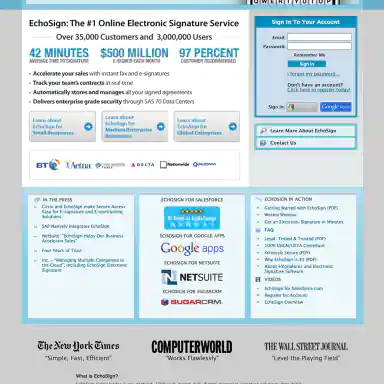 QWERTYUIOP
EchoSign: The #1 Online Electronic Signature Service
Over 35,000 Customers and 3,000,000 Users
42 MINUTES $500 MILLION 97 PERCENT
AVERAGE TIME TO SIGNATURE E-SIGNED EACH MONTH CUSTOMER RECOMMENDED
• Accelerate your sales with instant fax and e-signatures
• Track your team's contracts in real-time
• Automatically stores and manages all your signed agreements
• Delivers enterprise grade security through SAS 70 Data Centers
Learn about EchoSign for Small Businesses
Learn about EchoSign for Medium/Enterprise Businesses
Learn about EchoSign for Global Enterprises
BT Aetna DELTA Nationwide QUALCOMM
Sign In To Your Account
Email:
Password:
Remember Me
Sign In
I forgot my password...
Don't have an account?
Click here to register today!
Sign in: Google apps
Learn More About EchoSign
Contact Us
IN THE PRESS
Cisco and EchoSign make Secure Access Ease for E-signature and E-contracting Solutions
SAP Natively Integrates EchoSign
NetSuite: "EchoSign Helps Our Business Accelerate Sales"
Four Years of Trust
Inc. - "Managing Multiple Companies in the Cloud", including EchoSign Electronic Signature
ECHOSIGN FOR SALESFORCE
ECHOSIGN FOR GOOGLE APPS
Google apps
ECHOSIGN FOR NETSUITE
NETSUITE
ECHOSIGN FOR SUGARCRM
SUGARCRM
ECHOSIGN IN ACTION
Getting Started with EchoSign (PDF)
Weekly Webinar
Get an Electronic Signature in Minutes
FAQ
Legal, Trusted & Trusted (PDF)
100% UCITA/ESIGN Compliant
Seriously Secure (PDF)
Why EchoSign is #1 (PDF)
About eSignatures and Electronic Signature Software
VIDEOS
EchoSign for Salesforce.com
Register for Account
EchoSign Overview
The New York Times COMPUTERWORLD THE WALL STREET JOURNAL
"Simple, Fast, Efficient" "Works Flawlessly" "Level the Playing Field"
What is EchoSign?